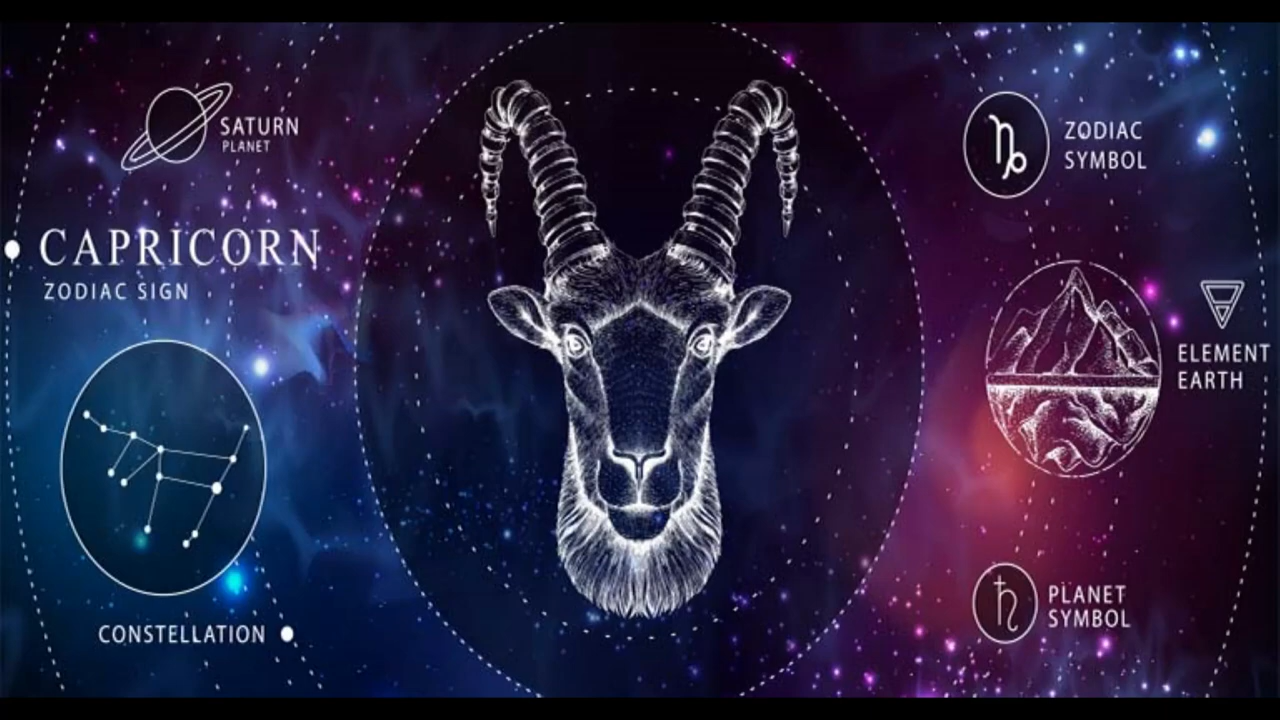 SATURN
PLANET
CAPRICORN
ZODIAC SIGN
CONSTELLATION
ZODIAC
SYMBOL
ELEMENT
EARTH
PLANET
SYMBOL